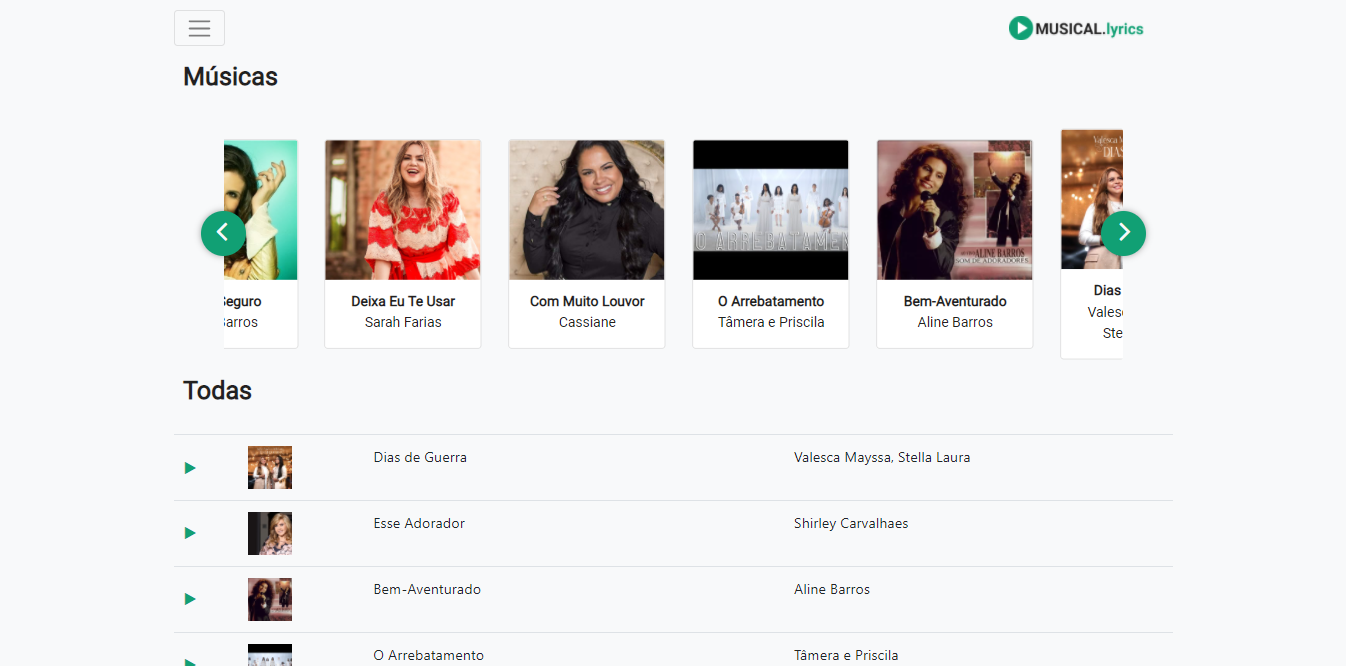 MUSICAL.lyrics
Músicas
O ARREBATAMEN
ALINE BARROS
SOM DE ADORADORES
Valesca M
DIAS
Seguro
Barros
Deixa Eu Te Usar
Sarah Farias
Com Muito Louvor
Cassiane
O Arrebatamento
Tâmera e Priscila
Bem-Aventurado
Aline Barros
Dias
Valesc
Ste
Todas
Dias de Guerra
Valesca Mayssa, Stella Laura
Esse Adorador
Shirley Carvalhaes
Bem-Aventurado
Aline Barros
O Arrebatamento
Tâmera e Priscila